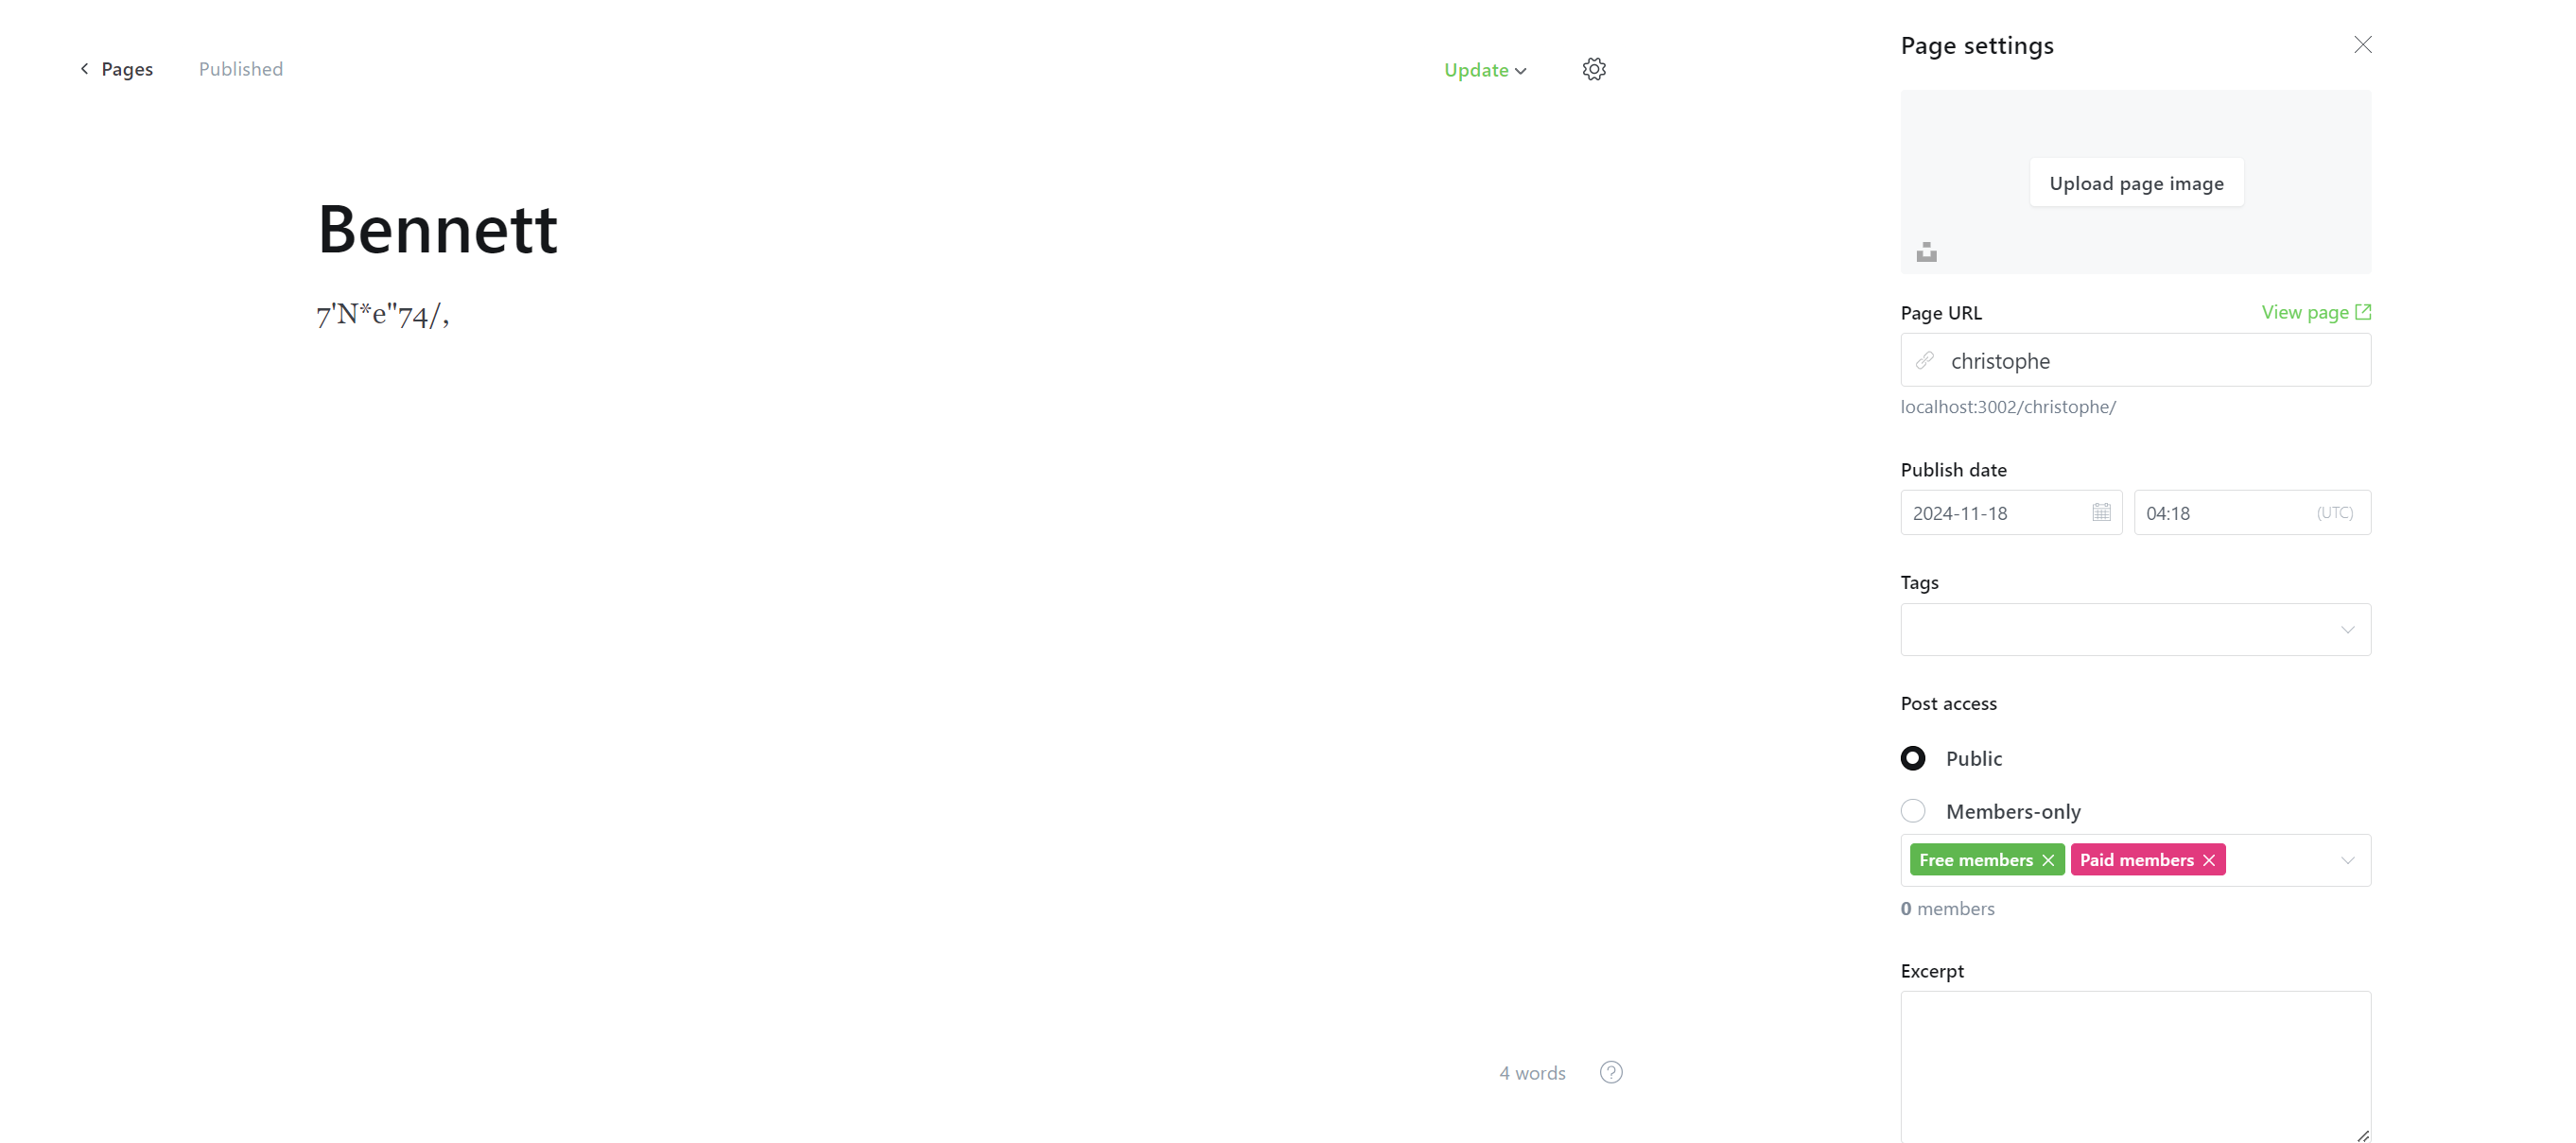 Pages Published Update
Bennett
7'N*e"74/,
4 words
Page settings
Upload page image
Page URL View page
christophe
localhost:3002/christophe/
Publish date
2024-11-18 04:18 (UTC)
Tags
Post access
Public
Members-only
Free members Paid members
0 members
Excerpt